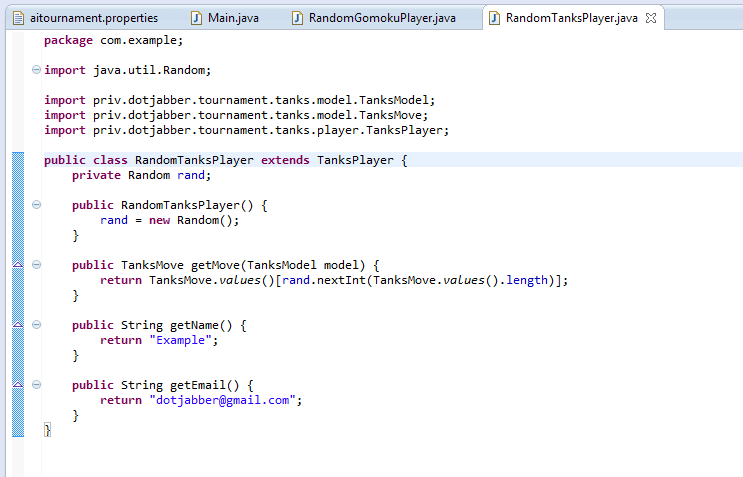 aitournament.properties Main.java RandomGomokuPlayer.java RandomTanksPlayer.java
package com.example;
import java.util.Random;
import priv.dotjabber.tournament.tanks.model.TanksModel;
import priv.dotjabber.tournament.tanks.model.TanksMove;
import priv.dotjabber.tournament.tanks.player.TanksPlayer;
public class RandomTanksPlayer extends TanksPlayer {
    private Random rand;
    public RandomTanksPlayer() {
        rand = new Random();
    }
    public TanksMove getMove(TanksModel model) {
        return TanksMove.values()[rand.nextInt(TanksMove.values().length)];
    }
    public String getName() {
        return "Example";
    }
    public String getEmail() {
        return "dotjabber@gmail.com";
    }
}